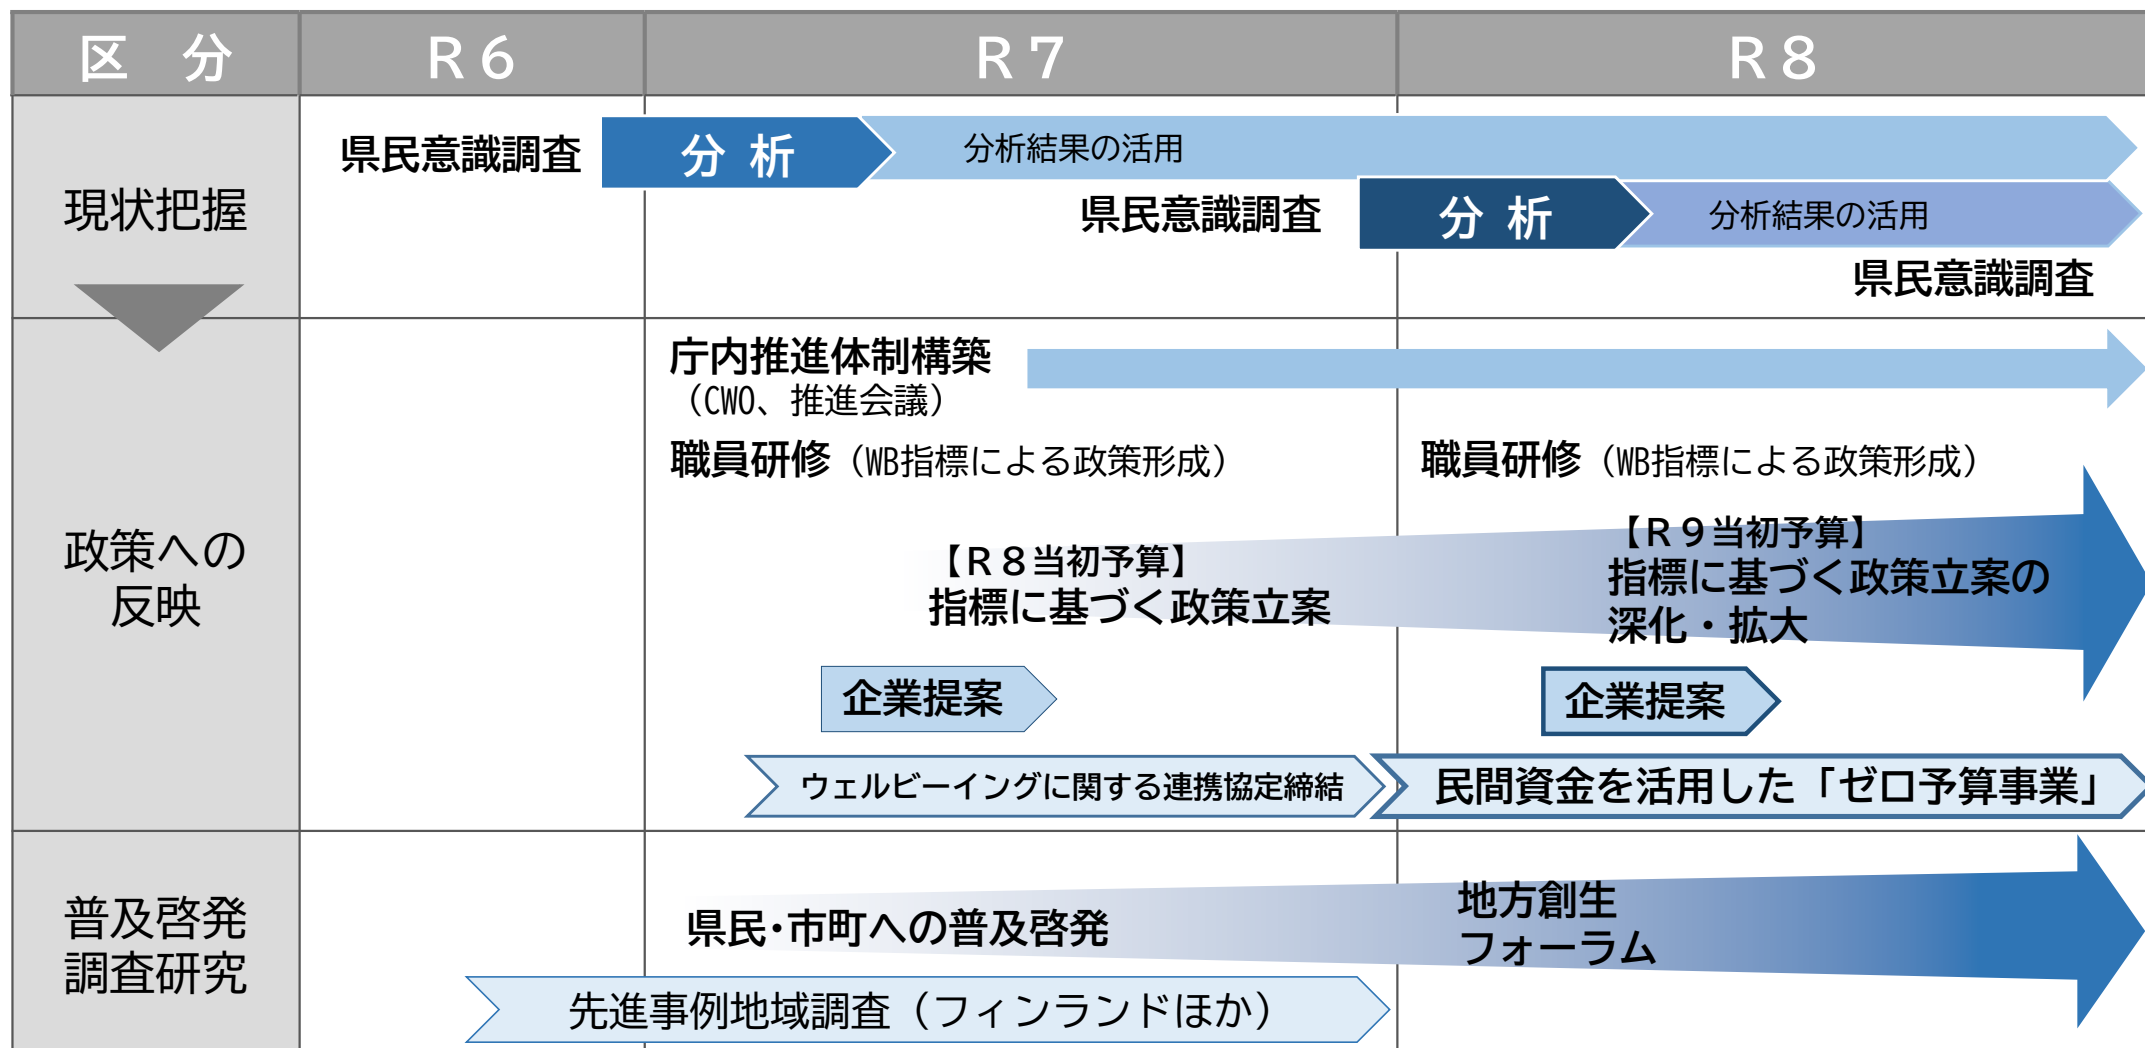 区　分
Ｒ６
Ｒ７
Ｒ８
現状把握
県民意識調査
分 析
分析結果の活用
県民意識調査
分 析
分析結果の活用
県民意識調査
政策への
反映
庁内推進体制構築
（CWO、推進会議）
職員研修（WB指標による政策形成）
職員研修（WB指標による政策形成）
【Ｒ８当初予算】
指標に基づく政策立案
【Ｒ９当初予算】
指標に基づく政策立案の
深化・拡大
企業提案
企業提案
ウェルビーイングに関する連携協定締結
民間資金を活用した「ゼロ予算事業」
普及啓発
調査研究
県民・市町への普及啓発
地方創生
フォーラム
先進事例地域調査（フィンランドほか）